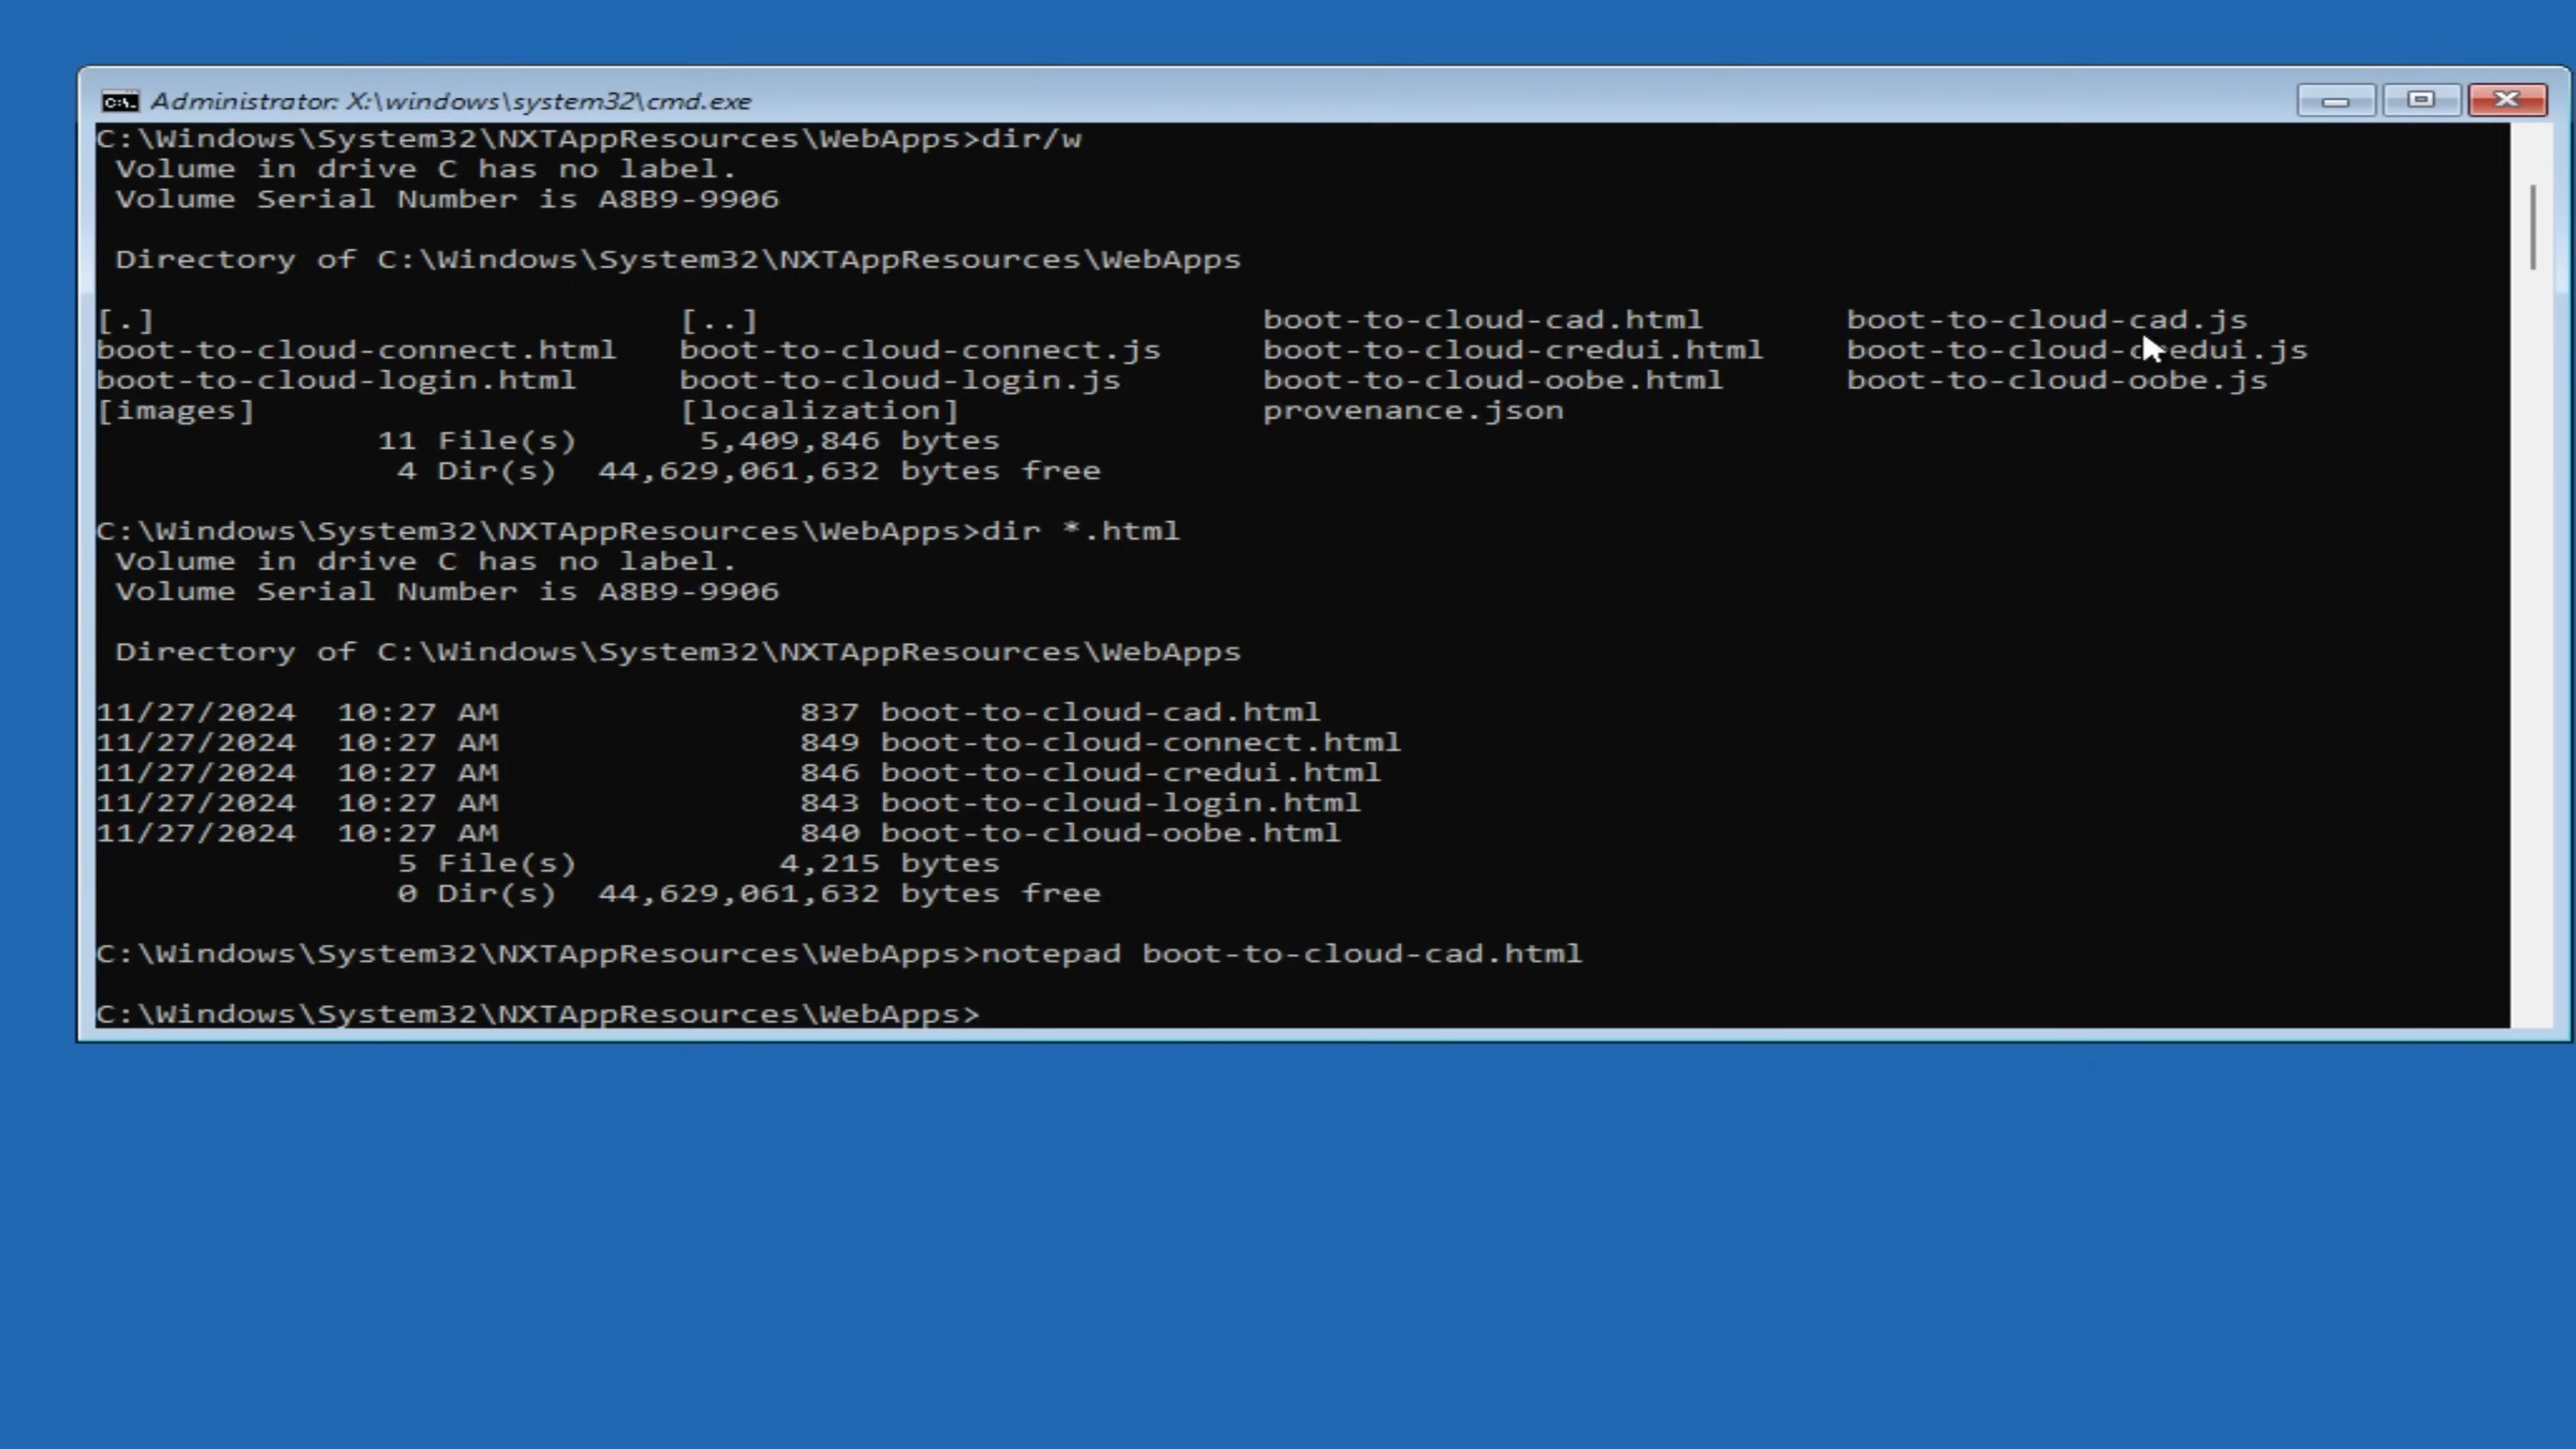 Administrator: X:\windows\system32\cmd.exe
C:\Windows\System32\NXTAppResources\WebApps>dir/w
Volume in drive C has no label.
Volume Serial Number is A8B9-9906
Directory of C:\Windows\System32\NXTAppResources\WebApps
[.] [..] boot-to-cloud-cad.html boot-to-cloud-cad.js
boot-to-cloud-connect.html boot-to-cloud-connect.js boot-to-cloud-credui.html boot-to-cloud-credui.js
boot-to-cloud-login.html boot-to-cloud-login.js boot-to-cloud-oobe.html boot-to-cloud-oobe.js
[images] [localization] provenance.json
11 File(s) 5,409,846 bytes
4 Dir(s) 44,629,061,632 bytes free
C:\Windows\System32\NXTAppResources\WebApps>dir *.html
Volume in drive C has no label.
Volume Serial Number is A8B9-9906
Directory of C:\Windows\System32\NXTAppResources\WebApps
11/27/2024 10:27 AM 837 boot-to-cloud-cad.html
11/27/2024 10:27 AM 849 boot-to-cloud-connect.html
11/27/2024 10:27 AM 846 boot-to-cloud-credui.html
11/27/2024 10:27 AM 843 boot-to-cloud-login.html
11/27/2024 10:27 AM 840 boot-to-cloud-oobe.html
5 File(s) 4,215 bytes
0 Dir(s) 44,629,061,632 bytes free
C:\Windows\System32\NXTAppResources\WebApps>notepad boot-to-cloud-cad.html
C:\Windows\System32\NXTAppResources\WebApps>